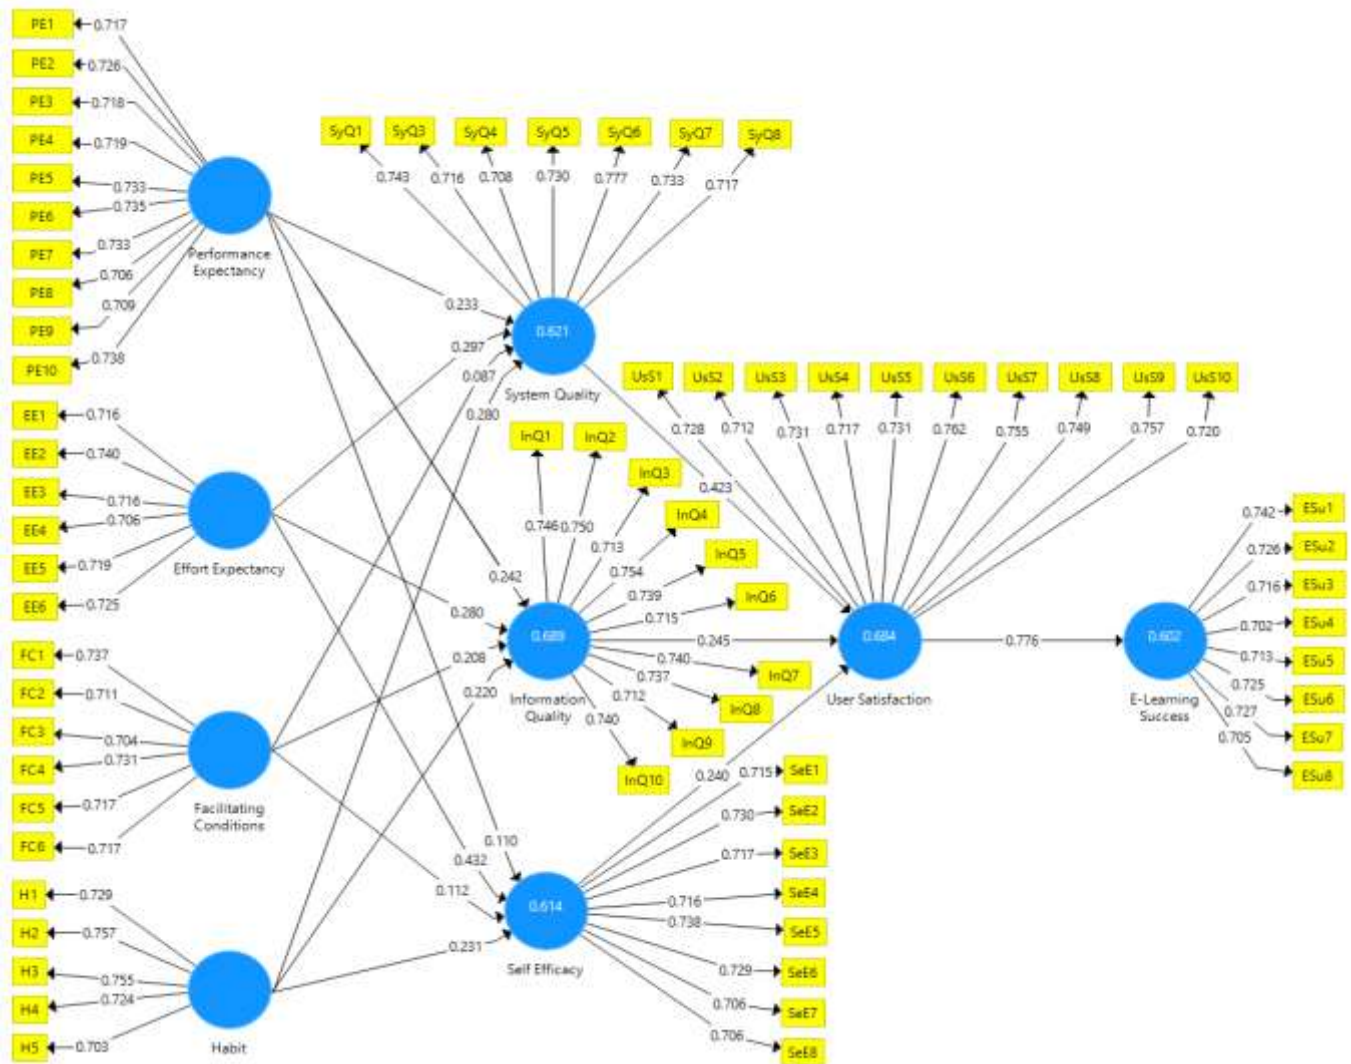 PE1
0.717
PE2
0.726
PE3
0.718
PE4
0.719
PE5
0.733
PE6
0.735
PE7
0.733
PE8
0.706
PE9
0.709
PE10
0.738
Performance
Expectancy
EE1
0.716
EE2
0.740
EE3
0.716
EE4
0.706
EE5
0.719
EE6
0.725
Effort Expectancy
FC1
0.737
FC2
0.711
FC3
0.704
FC4
0.731
FC5
0.717
FC6
0.717
Facilitating
Conditions
H1
0.729
H2
0.757
H3
0.755
H4
0.724
H5
0.703
Habit
SyQ1
SyQ3
SyQ4
SyQ5
SyQ6
SyQ7
SyQ8
0.743
0.716
0.708
0.730
0.777
0.733
0.717
0.233
0.297
0.087
0.280
0.621
System Quality
InQ1
InQ2
InQ3
InQ4
InQ5
InQ6
InQ7
InQ8
InQ9
InQ10
0.746
0.750
0.713
0.754
0.739
0.715
0.740
0.737
0.712
0.740
0.242
0.280
0.208
0.220
0.689
Information
Quality
0.110
0.432
0.112
0.231
0.614
Self Efficacy
SeE1
0.715
SeE2
0.730
SeE3
0.717
SeE4
0.716
SeE5
0.738
SeE6
0.729
SeE7
0.706
SeE8
0.706
0.423
0.245
0.240
UsS1
UsS2
UsS3
UsS4
UsS5
UsS6
UsS7
UsS8
UsS9
UsS10
0.728
0.712
0.731
0.717
0.731
0.762
0.755
0.749
0.757
0.720
0.684
User Satisfaction
0.776
0.602
E-Learning
Success
ESu1
0.742
ESu2
0.726
ESu3
0.716
ESu4
0.702
ESu5
0.713
ESu6
0.725
ESu7
0.727
ESu8
0.705